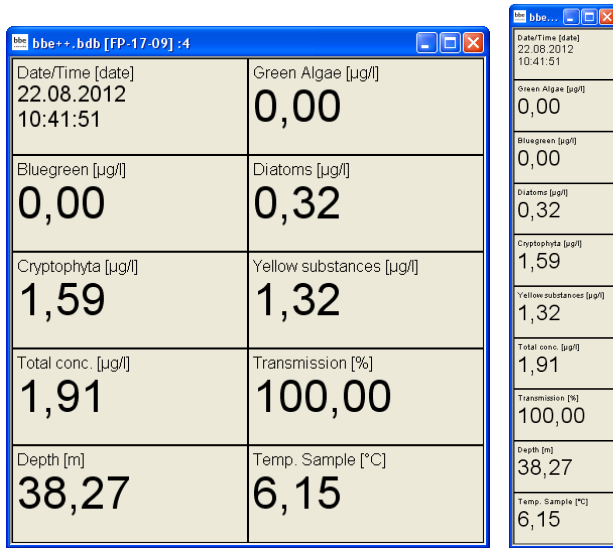 bbe bbe++.bdb [FP-17-09] :4
Date/Time [date]
22.08.2012
10:41:51
Green Algae [µg/l]
0,00
Bluegreen [µg/l]
0,00
Diatoms [µg/l]
0,32
Cryptophyta [µg/l]
1,59
Yellow substances [µg/l]
1,32
Total conc. [µg/l]
1,91
Transmission [%]
100,00
Depth [m]
38,27
Temp. Sample [°C]
6,15
bbe bbe...
Date/Time [date]
22.08.2012
10:41:51
Green Algae [µg/l]
0,00
Bluegreen [µg/l]
0,00
Diatoms [µg/l]
0,32
Cryptophyta [µg/l]
1,59
Yellow substances [µg/l]
1,32
Total conc. [µg/l]
1,91
Transmission [%]
100,00
Depth [m]
38,27
Temp. Sample [°C]
6,15